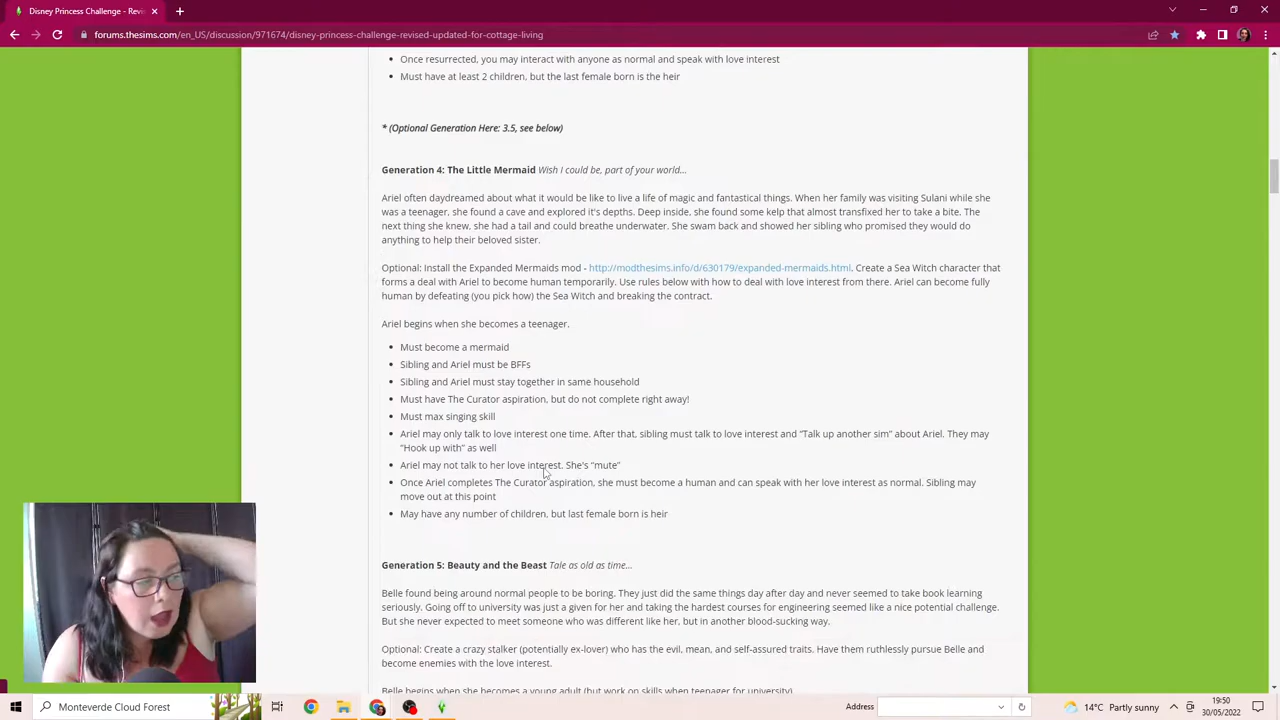 Disney Princess Challenge - Revis
forums.thesims.com/en_US/discussion/971674/disney-princess-challenge-revised-updated-for-cottage-living
Once resurrected, you may interact with anyone as normal and speak with love interest
Must have at least 2 children, but the last female born is the heir
* (Optional Generation Here: 3.5, see below)
Generation 4: The Little Mermaid Wish I could be, part of your world...
Ariel often daydreamed about what it would be like to live a life of magic and fantastical things. When her family was visiting Sulani while she
was a teenager, she found a cave and explored it's depths. Deep inside, she found some kelp that almost transfixed her to take a bite. The
next thing she knew, she had a tail and could breathe underwater. She swam back and showed her sibling who promised they would do
anything to help their beloved sister.
Optional: Install the Expanded Mermaids mod - http://modthesims.info/d/630179/expanded-mermaids.html. Create a Sea Witch character that
forms a deal with Ariel to become human temporarily. Use rules below with how to deal with love interest from there. Ariel can become fully
human by defeating (you pick how) the Sea Witch and breaking the contract.
Ariel begins when she becomes a teenager.
Must become a mermaid
Sibling and Ariel must be BFFs
Sibling and Ariel must stay together in same household
Must have The Curator aspiration, but do not complete right away!
Must max singing skill
Ariel may only talk to love interest one time. After that, sibling must talk to love interest and “Talk up another sim” about Ariel. They may
“Hook up with” as well
Ariel may not talk to her love interest. She's “mute”
Once Ariel completes The Curator aspiration, she must become a human and can speak with her love interest as normal. Sibling may
move out at this point
May have any number of children, but last female born is heir
Generation 5: Beauty and the Beast Tale as old as time...
Belle found being around normal people to be boring. They just did the same things day after day and never seemed to take book learning
seriously. Going off to university was just a given for her and taking the hardest courses for engineering seemed like a nice potential challenge.
But she never expected to meet someone who was different like her, but in another blood-sucking way.
Optional: Create a crazy stalker (potentially ex-lover) who has the evil, mean, and self-assured traits. Have them ruthlessly pursue Belle and
become enemies with the love interest.
Belle begins when she becomes a young adult (but work on skills when teenager for university)
Monteverde Cloud Forest
Address
14°C Partly sunny
19:50
30/05/2022